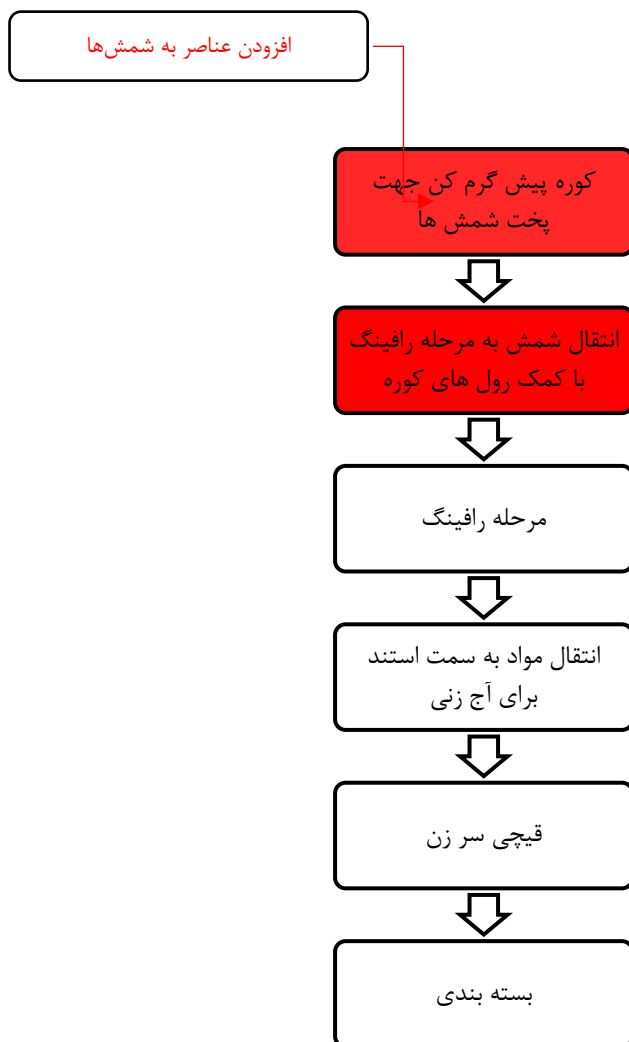 افزودن عناصر به شمش‌ها
کوره پیش گرم کن جهت
پخت شمش ها
انتقال شمش به مرحله رافینگ
با کمک رول های کوره
مرحله رافینگ
انتقال مواد به سمت استند
برای آج زنی
قیچی سر زن
بسته بندی